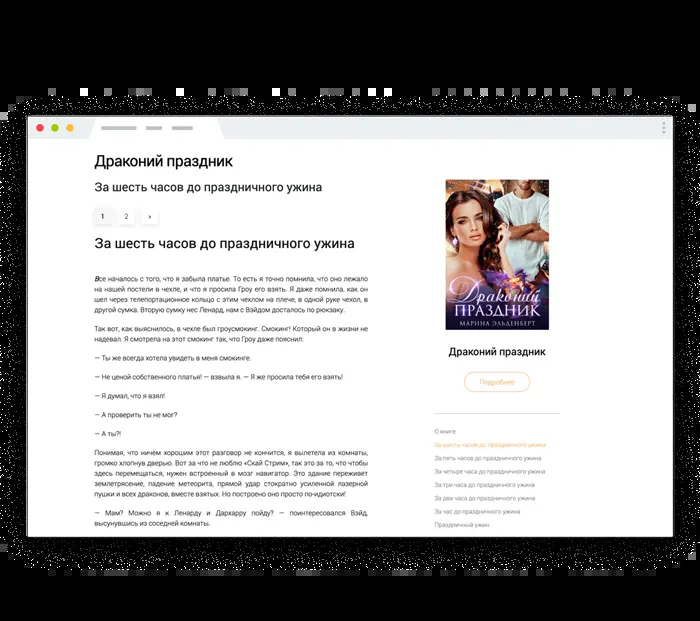 Драконий праздник
За шесть часов до праздничного ужина
1 2 »
За шесть часов до праздничного ужина
Все началось с того, что я забыла платье. То есть я точно помнила, что оно лежало
на нашей постели в чехле, и что я просила Гроу его взять. Я даже помнила, как он
шел через телепортационное кольцо с этим чехлом на плече, в одной руке чехол, в
другой сумка. Вторую сумку нес Ленард, нам с Вэйдом досталось по рюкзаку.
Так вот, как выяснилось, в чехле был гроусмокинг. Смокинг! Который он в жизни не
надевал. Я смотрела на этот смокинг так, что Гроу даже пояснил:
— Ты же всегда хотела увидеть в меня смокинге.
— Не ценой собственного платья! — взвыла я. — Я же просила тебя его взять!
— Я думал, что я взял!
— А проверить ты не мог?
— А ты?!
Понимая, что ничем хорошим этот разговор не кончится, я вылетела из комнаты,
громко хлопнув дверью. Вот за что не люблю «Скай Стрим», так это за то, что чтобы
здесь перемещаться, нужен встроенный в мозг навигатор. Это здание переживет
землетрясение, падение метеорита, прямой удар стократно усиленной лазерной
пушки и всех драконов, вместе взятых. Но построено оно просто по-идиотски!
— Мам? Можно я к Ленарду и Дархарру пойду? — поинтересовался Вэйд,
высунувшись из соседней комнаты.
Драконий
ПРАЗДНИК
МАРИНА ЭЛЬДЕНБЕРТ
Драконий праздник
Подробнее
О книге
За шесть часов до праздничного ужина
За пять часов до праздничного ужина
За четыре часа до праздничного ужина
За три часа до праздничного ужина
За два часа до праздничного ужина
За час до праздничного ужина
Праздничный ужин